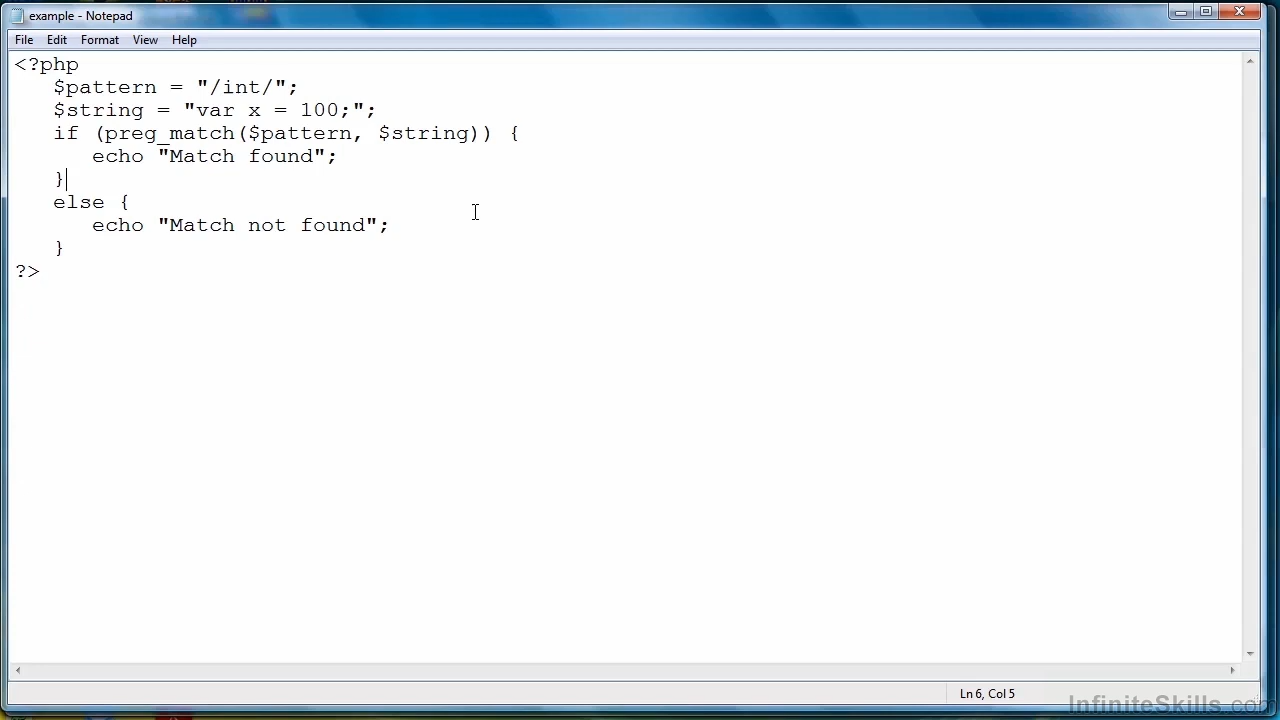 example - Notepad
File Edit Format View Help
<?php
   $pattern = "/int/";
   $string = "var x = 100;";
   if (preg_match($pattern, $string)) {
      echo "Match found";
   }
   else {
      echo "Match not found";
   }
?>
Ln 6, Col 5
InfiniteSkills.com